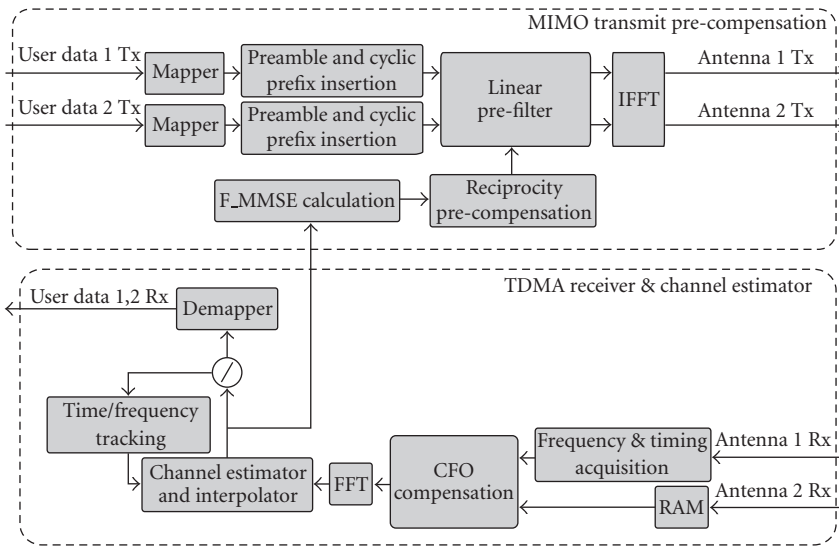 MIMO transmit pre-compensation
User data 1 Tx
Mapper
Preamble and cyclic
prefix insertion
Linear
pre-filter
IFFT
Antenna 1 Tx
User data 2 Tx
Mapper
Preamble and cyclic
prefix insertion
Antenna 2 Tx
F_MMSE calculation
Reciprocity
pre-compensation
TDMA receiver & channel estimator
User data 1,2 Rx
Demapper
/
Time/frequency
tracking
Channel estimator
and interpolator
FFT
CFO
compensation
Frequency & timing
acquisition
Antenna 1 Rx
RAM
Antenna 2 Rx